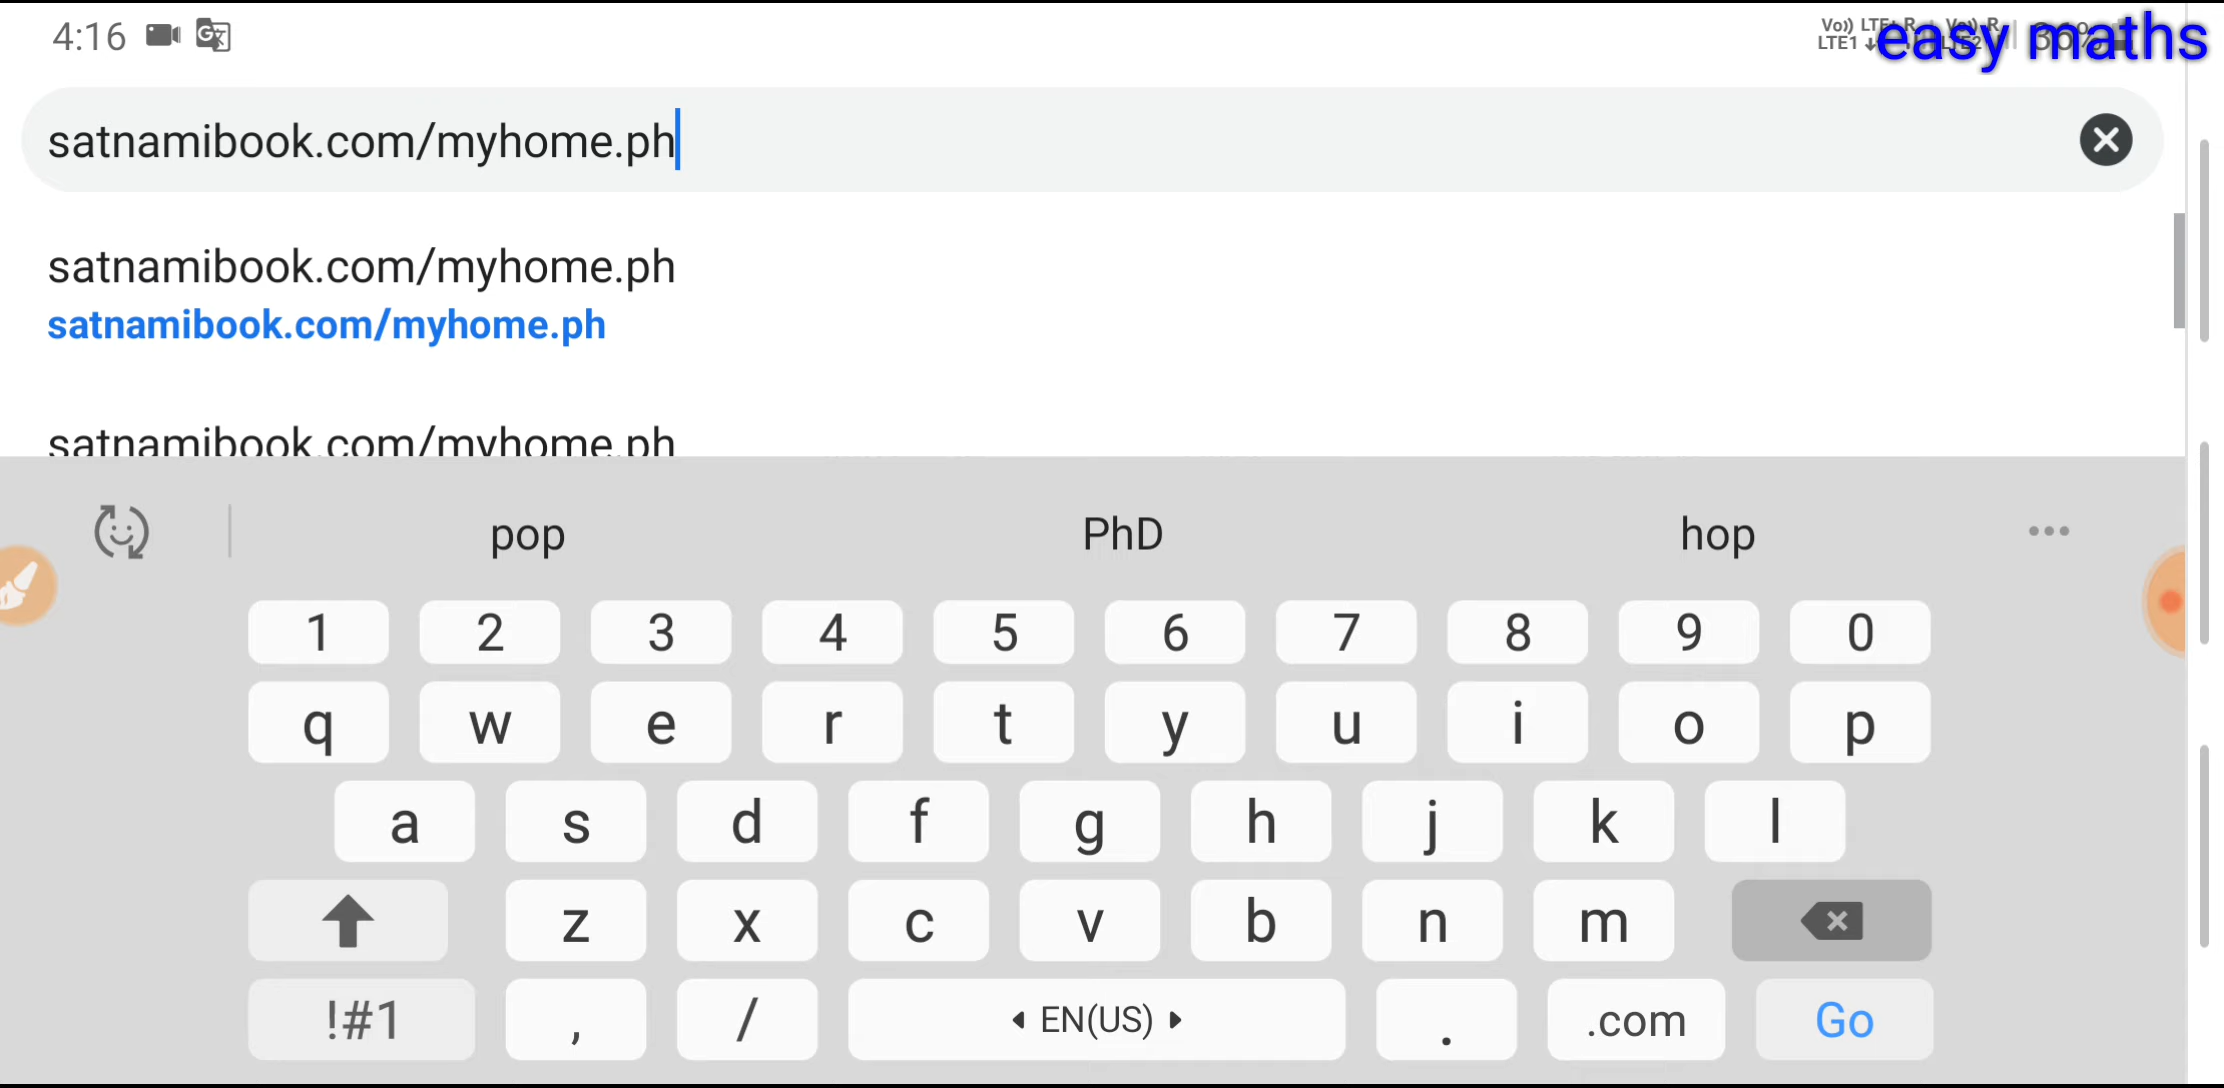 4:16
easy maths
satnamibook.com/myhome.ph
satnamibook.com/myhome.ph
satnamibook.com/myhome.ph
satnamibook.com/myhome.ph
pop PhD hop
1 2 3 4 5 6 7 8 9 0
q w e r t y u i o p
a s d f g h j k l
z x c v b n m
!#1 , / EN(US) . .com Go